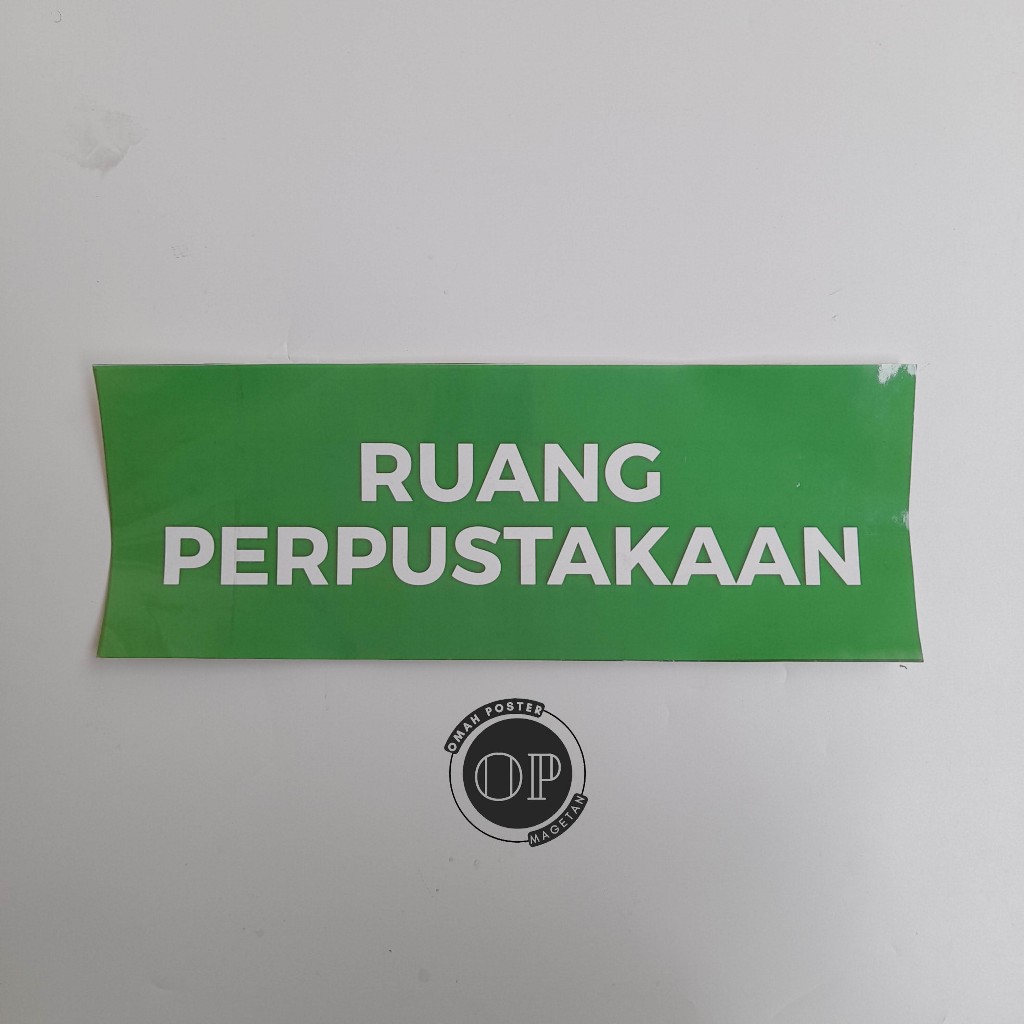 RUANG
PERPUSTAKAAN
OMAH POSTER
OP
MAGETAN